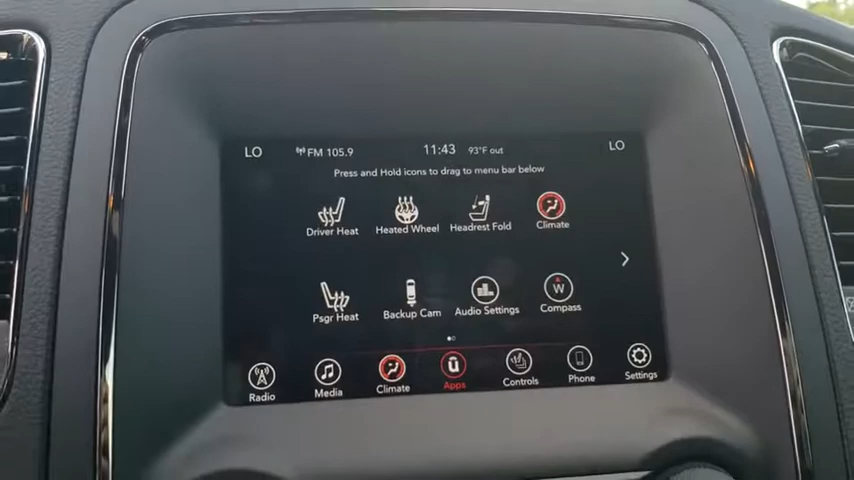 LO FM 105.9 11:43 93°F out LO
Press and Hold icons to drag to menu bar below
Driver Heat Heated Wheel Headrest Fold Climate
Psgr Heat Backup Cam Audio Settings W Compass
Radio Media Climate Apps Controls Phone Settings